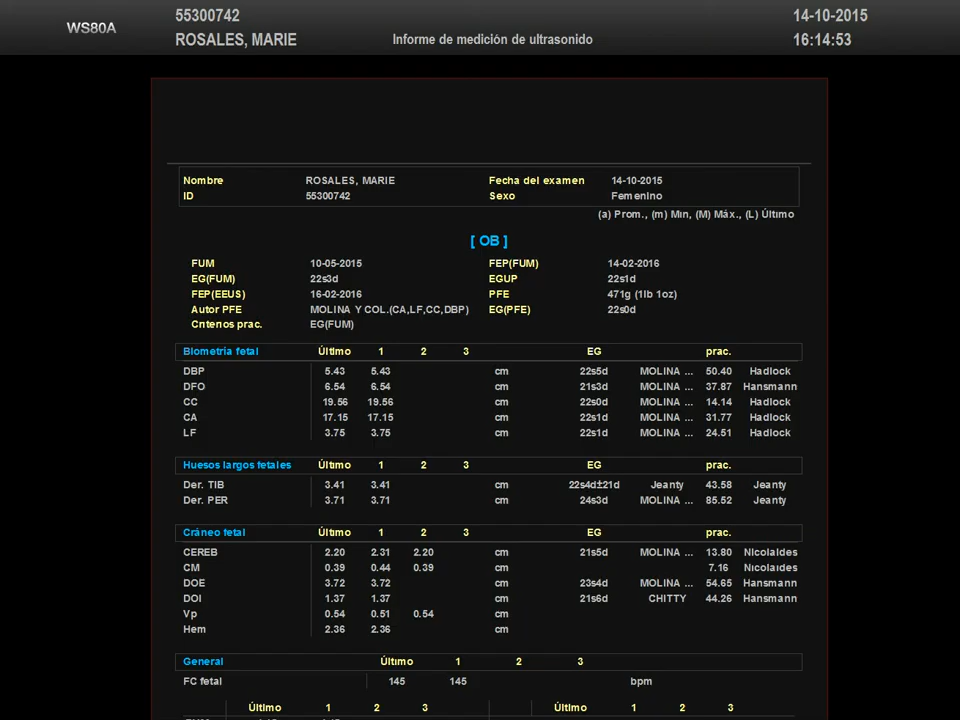 WS80A
55300742
ROSALES, MARIE
Informe de medición de ultrasonido
14-10-2015
16:14:53
Nombre ROSALES, MARIE Fecha del examen 14-10-2015
ID 55300742 Sexo Femenino
(a) Prom., (m) Mín, (M) Máx., (L) Último
[ OB ]
FUM 10-05-2015 FEP(FUM) 14-02-2016
EG(FUM) 22s3d EGUP 22s1d
FEP(EEUS) 16-02-2016 PFE 471g (1lb 1oz)
Autor PFE MOLINA Y COL.(CA,LF,CC,DBP) EG(PFE) 22s0d
Criterios prac. EG(FUM)
Biometría fetal Último 1 2 3 EG prac.
DBP 5.43 5.43 cm 22s5d MOLINA ... 50.40 Hadlock
DFO 6.54 6.54 cm 21s3d MOLINA ... 37.87 Hansmann
CC 19.56 19.56 cm 22s0d MOLINA ... 14.14 Hadlock
CA 17.15 17.15 cm 22s1d MOLINA ... 31.77 Hadlock
LF 3.75 3.75 cm 22s1d MOLINA ... 24.51 Hadlock
Huesos largos fetales Último 1 2 3 EG prac.
Der. TIB 3.41 3.41 cm 22s4d±21d Jeanty 43.58 Jeanty
Der. PER 3.71 3.71 cm 24s3d MOLINA ... 85.52 Jeanty
Cráneo fetal Último 1 2 3 EG prac.
CEREB 2.20 2.31 2.20 cm 21s5d MOLINA ... 13.80 Nicolaides
CM 0.39 0.44 0.39 cm 7.16 Nicolaides
DOE 3.72 3.72 cm 23s4d MOLINA ... 54.65 Hansmann
DOI 1.37 1.37 cm 21s6d CHITTY 44.26 Hansmann
Vp 0.54 0.51 0.54 cm
Hem 2.36 2.36 cm
General Último 1 2 3
FC fetal 145 145 bpm
Último 1 2 3 Último 1 2 3